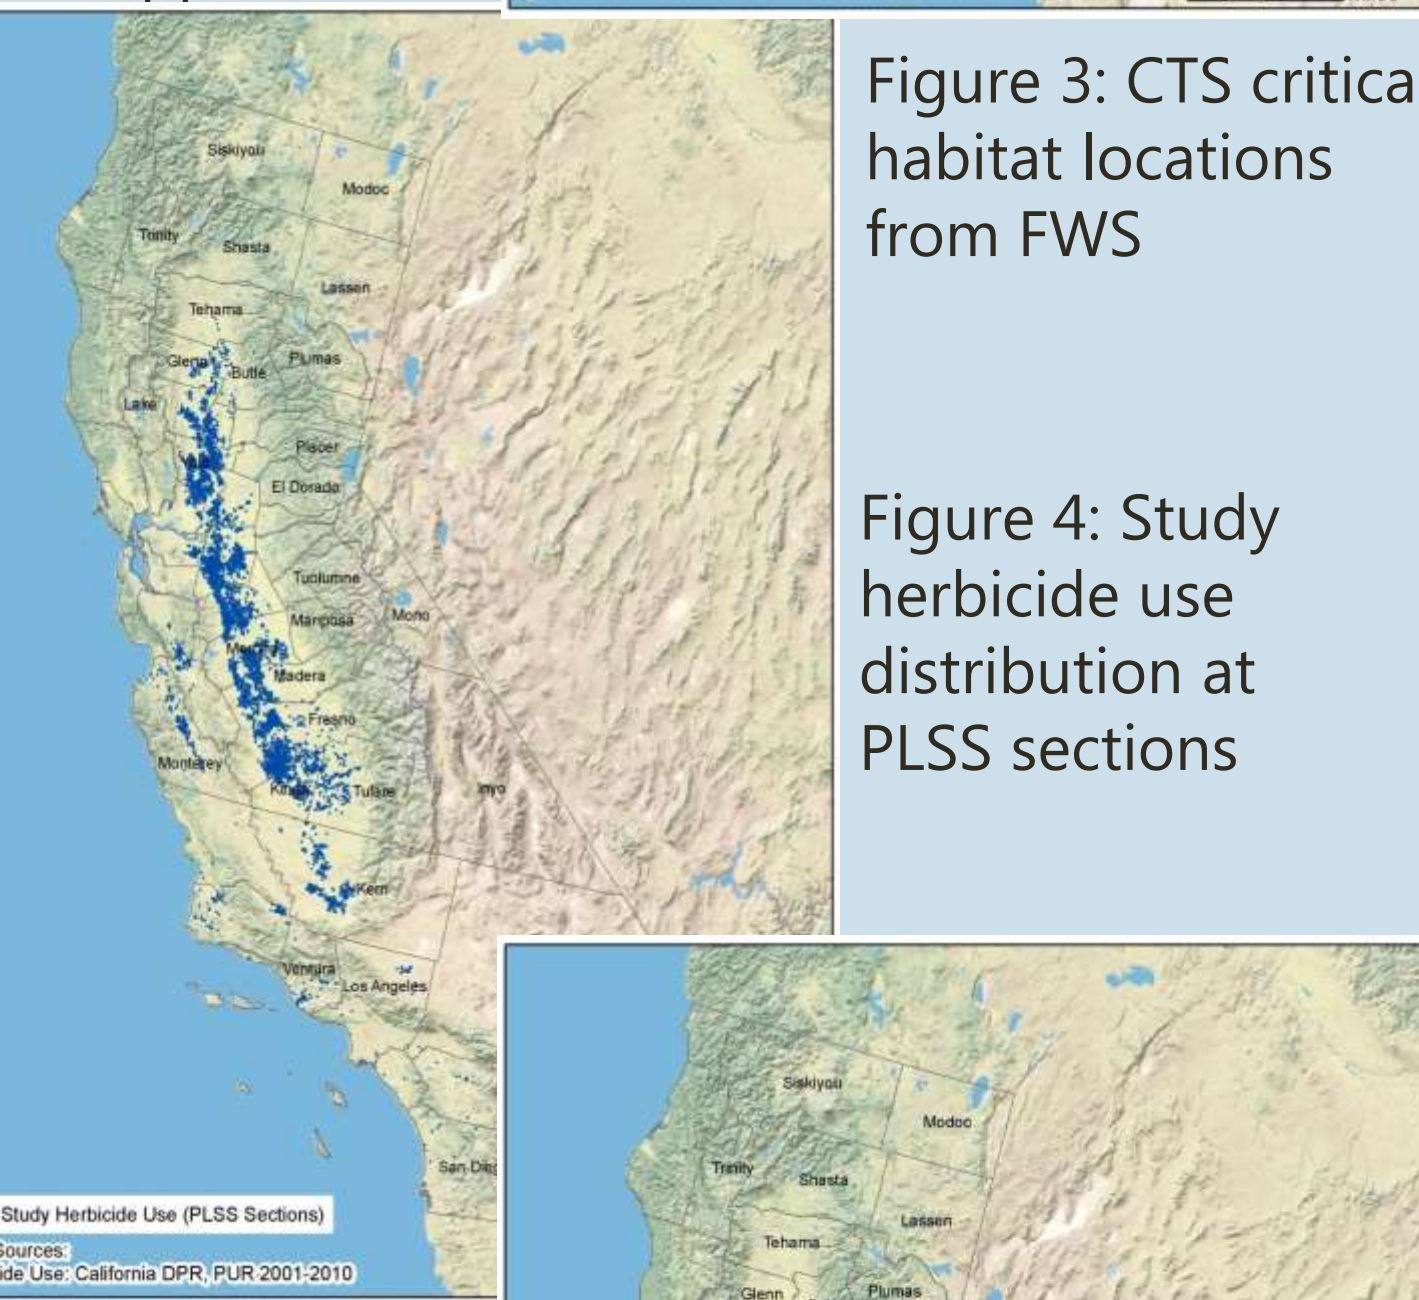 Figure 3: CTS critica
habitat locations
from FWS
Figure 4: Study
herbicide use
distribution at
PLSS sections
Siskiyou
Modoc
Trinity
Shasta
Lassen
Tehama
Glenn
Butte
Plumas
Lake
Placer
El Dorado
Tuolumne
Mariposa
Mono
Madera
Fresno
Monterey
Kings
Tulare
Inyo
Kern
Ventura
Los Angeles
San Dieg
Study Herbicide Use (PLSS Sections)
Sources:
ide Use: California DPR, PUR 2001-2010
Siskiyou
Modoc
Trinity
Shasta
Lassen
Tehama
Glenn
Plumas